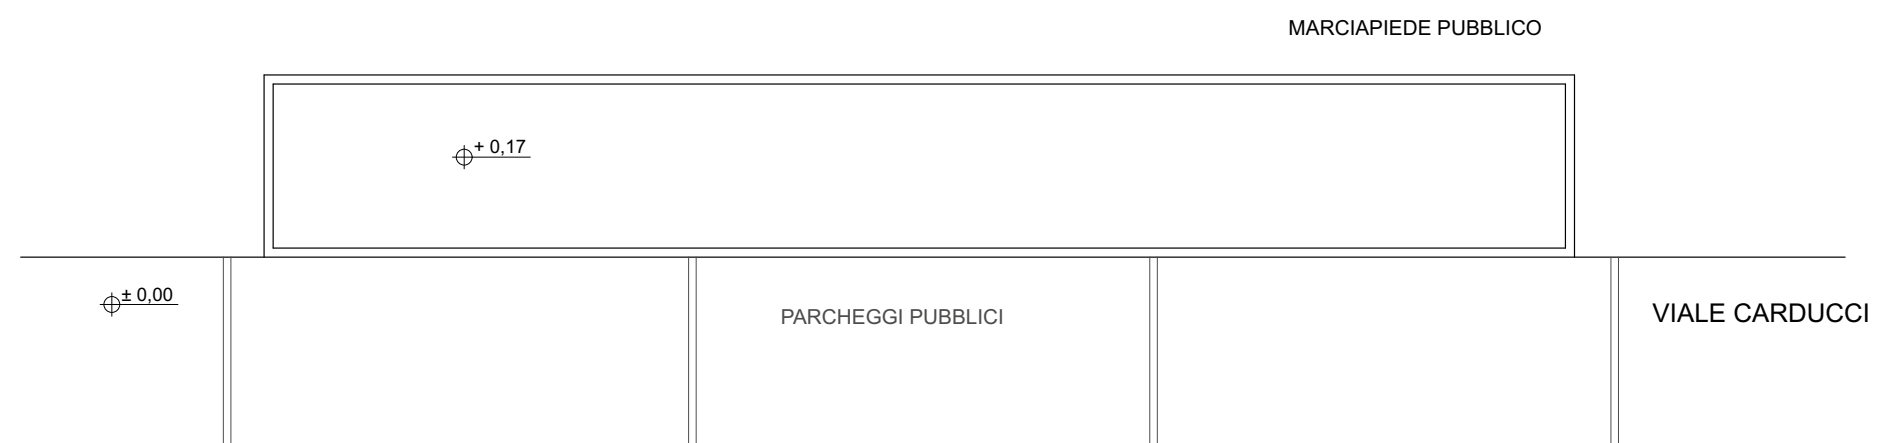 MARCIAPIEDE PUBBLICO
+ 0,17
± 0,00
PARCHEGGI PUBBLICI
VIALE CARDUCCI